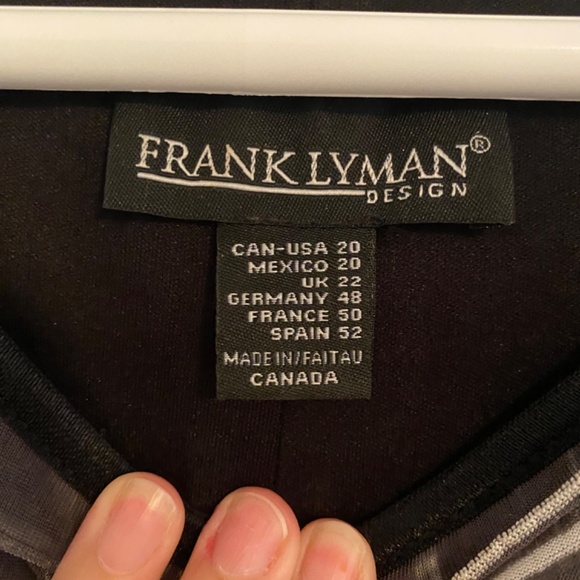 FRANK LYMAN®
DESIGN
CAN-USA 20
MEXICO 20
UK 22
GERMANY 48
FRANCE 50
SPAIN 52
MADE IN/FAIT AU
CANADA